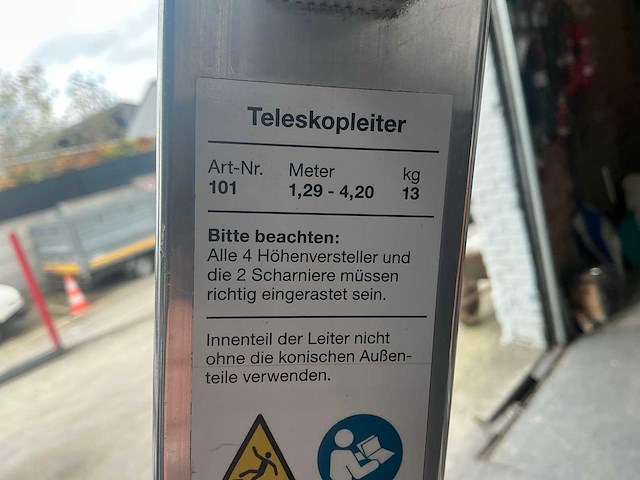 Teleskopleiter
Art-Nr. Meter kg
101 1,29 - 4,20 13
Bitte beachten:
Alle 4 Höhenversteller und
die 2 Scharniere müssen
richtig eingerastet sein.
Innenteil der Leiter nicht
ohne die konischen Außen-
teile verwenden.